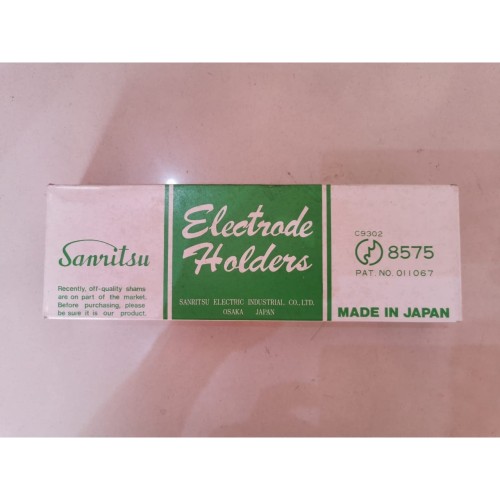 Sanritsu
Recently, off-quality shams
are on part of the market.
Before purchasing, please
be sure it is our product.
Electrode
Holders
SANRITSU ELECTRIC INDUSTRIAL CO., LTD.
OSAKA JAPAN
C9302
8575
PAT. NO. 011067
MADE IN JAPAN